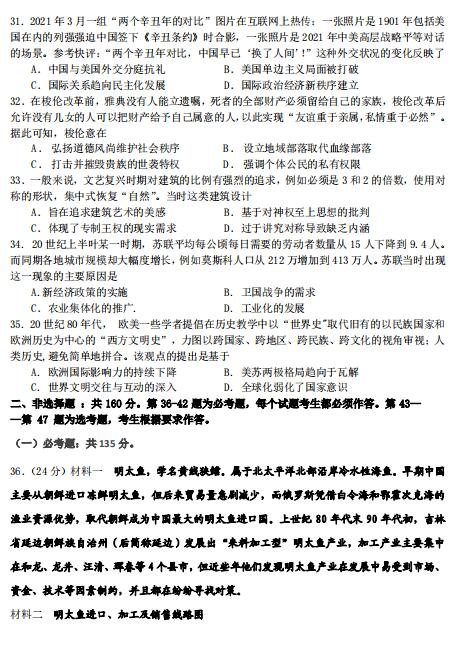 31. 2021 年 3 月一组“两个辛丑年的对比”图片在互联网上热传：一张照片是 1901 年包括美
国在内的列强强迫中国签下《辛丑条约》时合影，一张照片是 2021 年中美高层战略平等对话
的场景。参考快评：“两个辛丑年对比，中国早已‘换了人间’！”这种外交状况的变化反映了
A. 中国与美国外交分庭抗礼 B. 美国单边主义局面被打破
C. 国际关系趋向民主化发展 D. 国际政治经济新秩序建立
32. 在梭伦改革前，雅典没有人能立遗嘱，死者的全部财产必须留给自己的家族，梭伦改革后
允许没有儿女的人可以把财产给予自己属意的人，以此实现“友谊重于亲属，私情重于必然”。
据此可知，梭伦意在
A. 弘扬道德风尚维护社会秩序 B. 设立地域部落取代血缘部落
C. 打击并摧毁贵族的世袭特权 D. 强调个体公民的私有权限
33. 一般来说，文艺复兴时期对建筑的比例有强烈的追求，例如必须是 3 和 2 的倍数，使用对
称的形状，集中式恢复“自然”。当时这类建筑设计
A. 旨在追求建筑艺术的美感 B. 基于对神权至上思想的批判
C. 体现了专制王权的现实需求 D. 过于讲究对称导致缺乏内涵
34. 20 世纪上半叶某一时期，苏联平均每公顷每日需要的劳动者数量从 15 人下降到 9.4 人。
而同期各地城市规模却大幅度增长，例如莫斯科人口从 212 万增加到 413 万。苏联当时出现
这一现象的主要原因是
A.新经济政策的实施 B. 卫国战争的需求
C. 农业集体化的推广. D. 工业化的发展
35. 20 世纪 80 年代， 欧美一些学者提倡在历史教学中以“世界史”取代旧有的以民族国家和
欧洲历史为中心的“西方文明史”，力图以跨国家、跨地区、跨民族、跨文化的视角审视；人
类历史, 避免简单地拼合。该观点的提出是基于
A. 欧洲国际影响力的持续下降 B. 美苏两极格局趋向于瓦解
C. 世界文明交往与互动的深入 D. 全球化弱化了国家意识
二、非选择题 ：共 160 分。第 36-42 题为必考题，每个试题考生都必须作答。第 43—
—第 47 题为选考题，考生根据要求作答。
（一）必考题：共 135 分。
36. (24 分) 材料一 明太鱼，学名黄线狭鳕。属于北太平洋北部沿岸冷水性海鱼。早期中国
主要从朝鲜进口冻鲜明太鱼，但后来贸易量急剧减少，而俄罗斯凭借白令海和鄂霍次克海的
渔业资源优势，取代朝鲜成为中国最大的明太鱼进口国。上世纪 80 年代末 90 年代初，吉林
省延边朝鲜族自治州（后简称延边）发展出“来料加工型”明太鱼产业，加工产业主要集中
在和龙、龙井、汪清、珲春等 4 个县市，但近些年他们发现明太鱼产业在发展中易受到市场、
资金、技术等因素制约，并且都在纷纷寻找对策。
材料二 明太鱼进口、加工及销售线路图